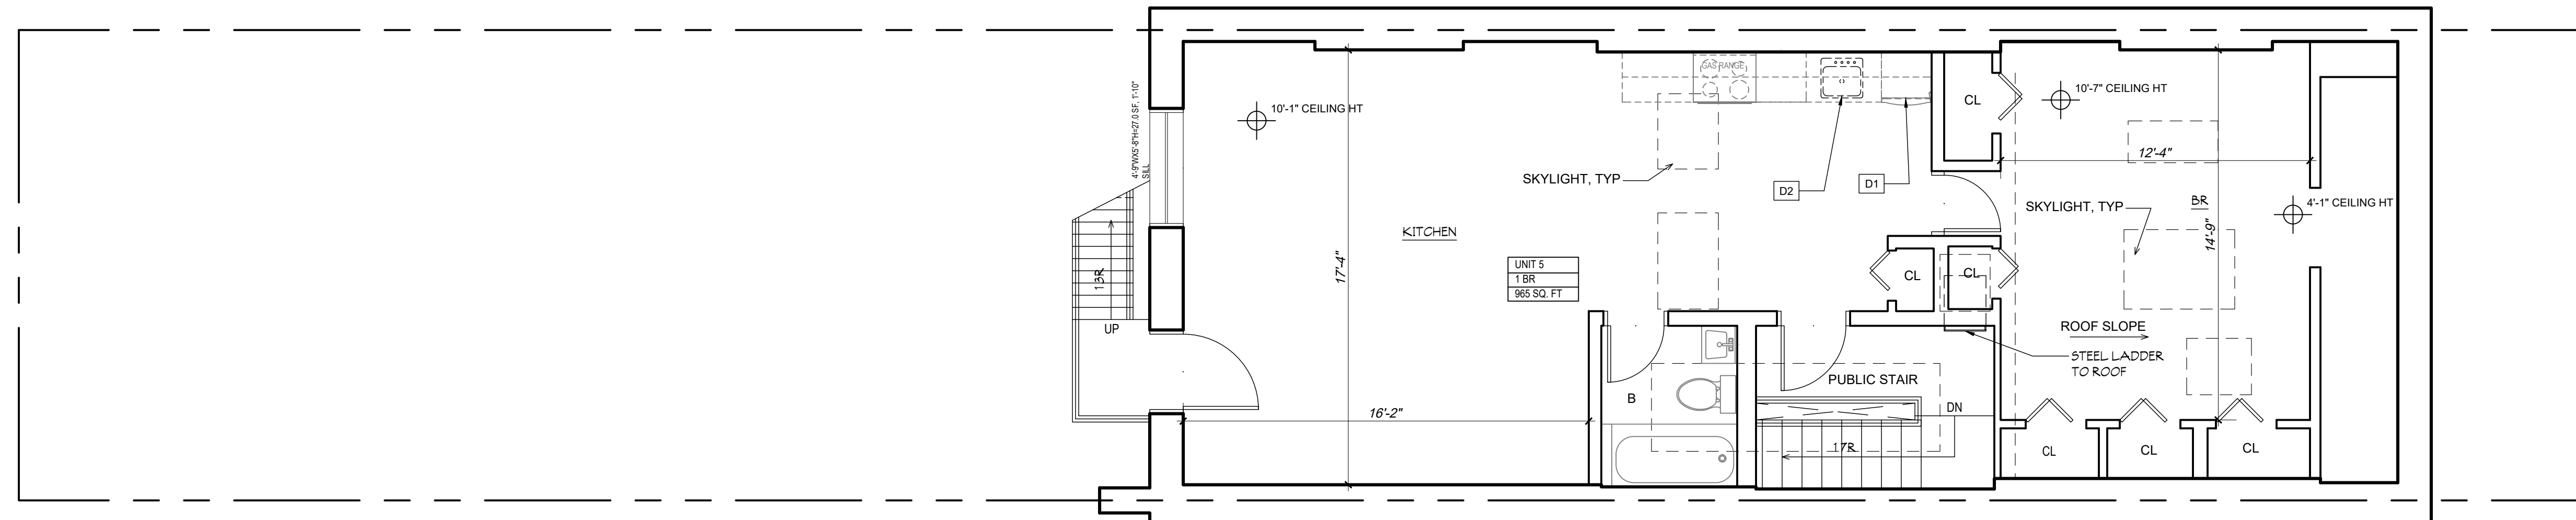 GAS RANGE
4'-9"WX5'-8"H=27.0 SF, 1'-10"
SILL
10'-1" CEILING HT
CL
10'-7" CEILING HT
12'-4"
SKYLIGHT, TYP
D2
D1
SKYLIGHT, TYP
BR
4'-1" CEILING HT
14'-9"
KITCHEN
17'-4"
13R
UP
UNIT 5
1 BR
965 SQ. FT
CL
CL
ROOF SLOPE
STEEL LADDER
TO ROOF
PUBLIC STAIR
B
DN
16'-2"
17R
CL
CL
CL